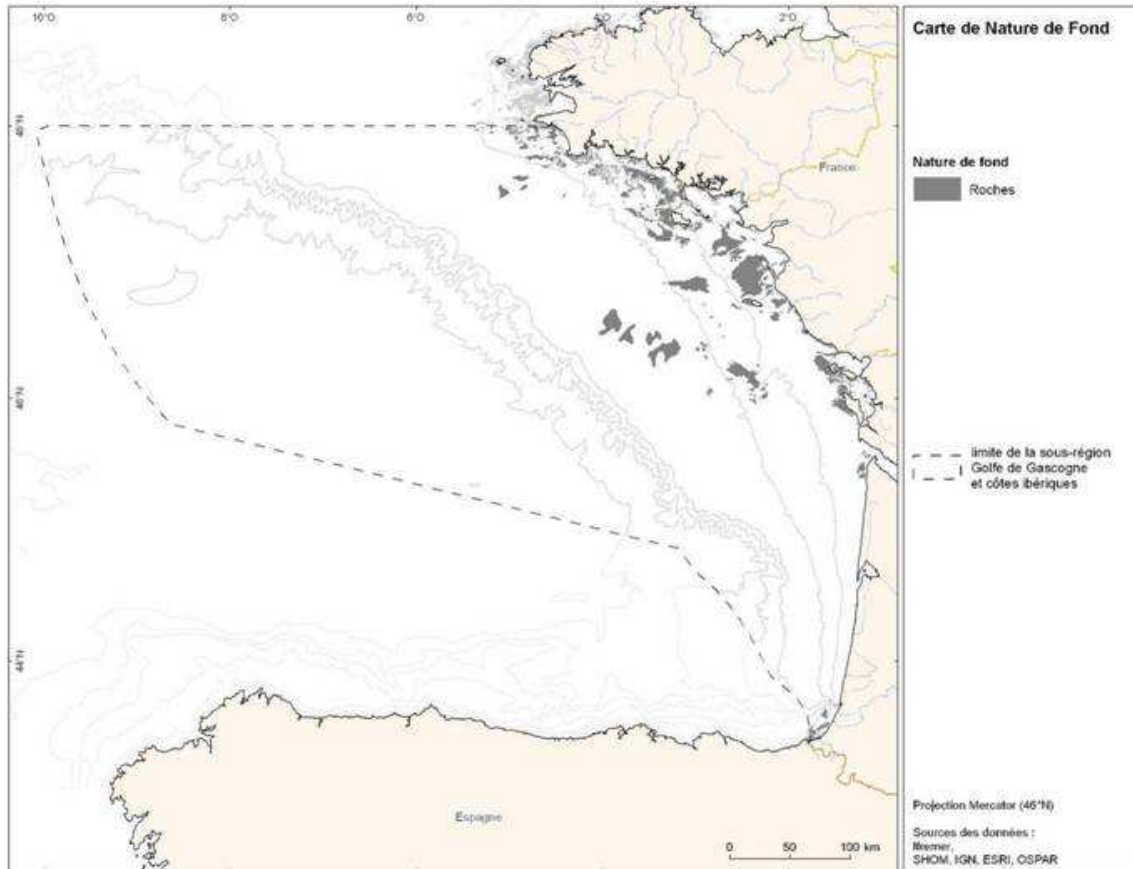 10°O 8°O 6°O 4°O 2°O
48°N
46°N
44°N
France
Espagne
0 50 100 km
Carte de Nature de Fond
Nature de fond
Roches
limite de la sous-région
Golfe de Gascogne
et côtes ibériques
Projection Mercator (46°N)
Sources des données :
Ifremer,
SHOM, IGN, ESRI, OSPAR